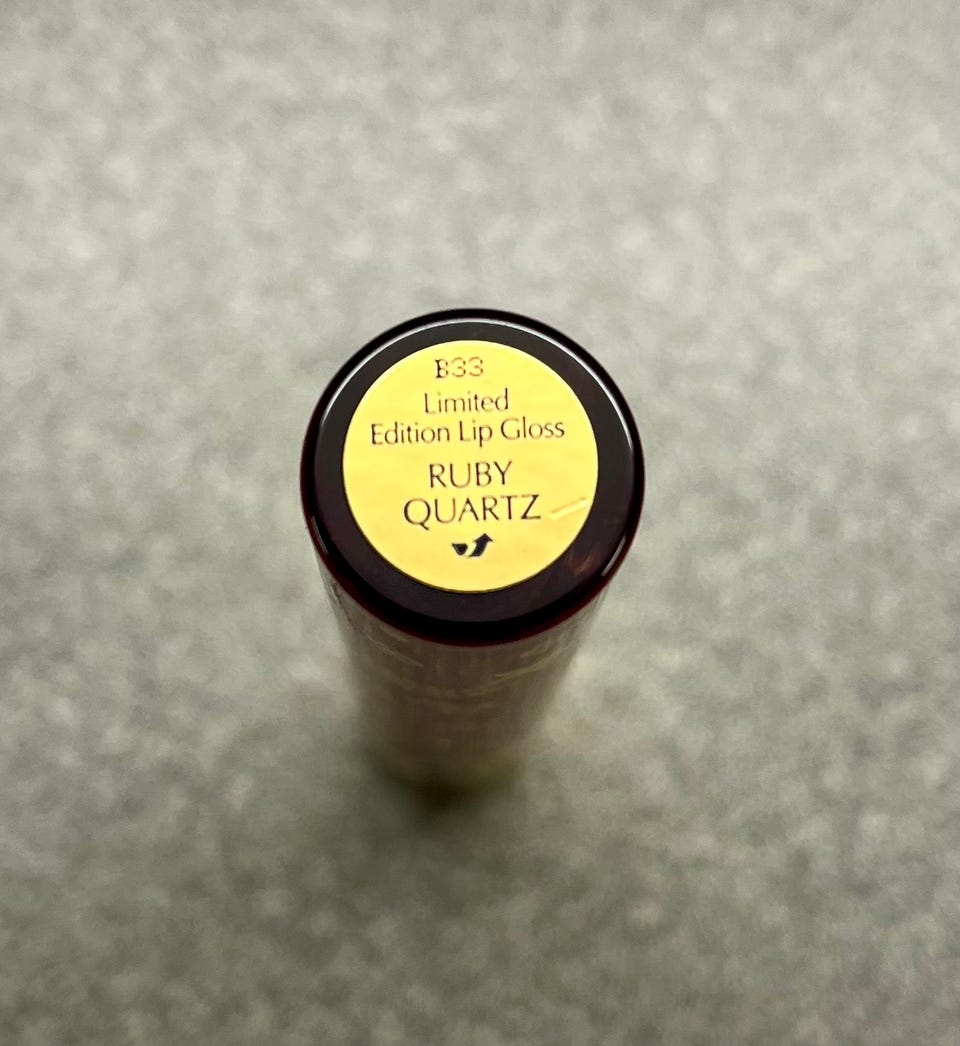 B33
Limited
Edition Lip Gloss
RUBY
QUARTZ